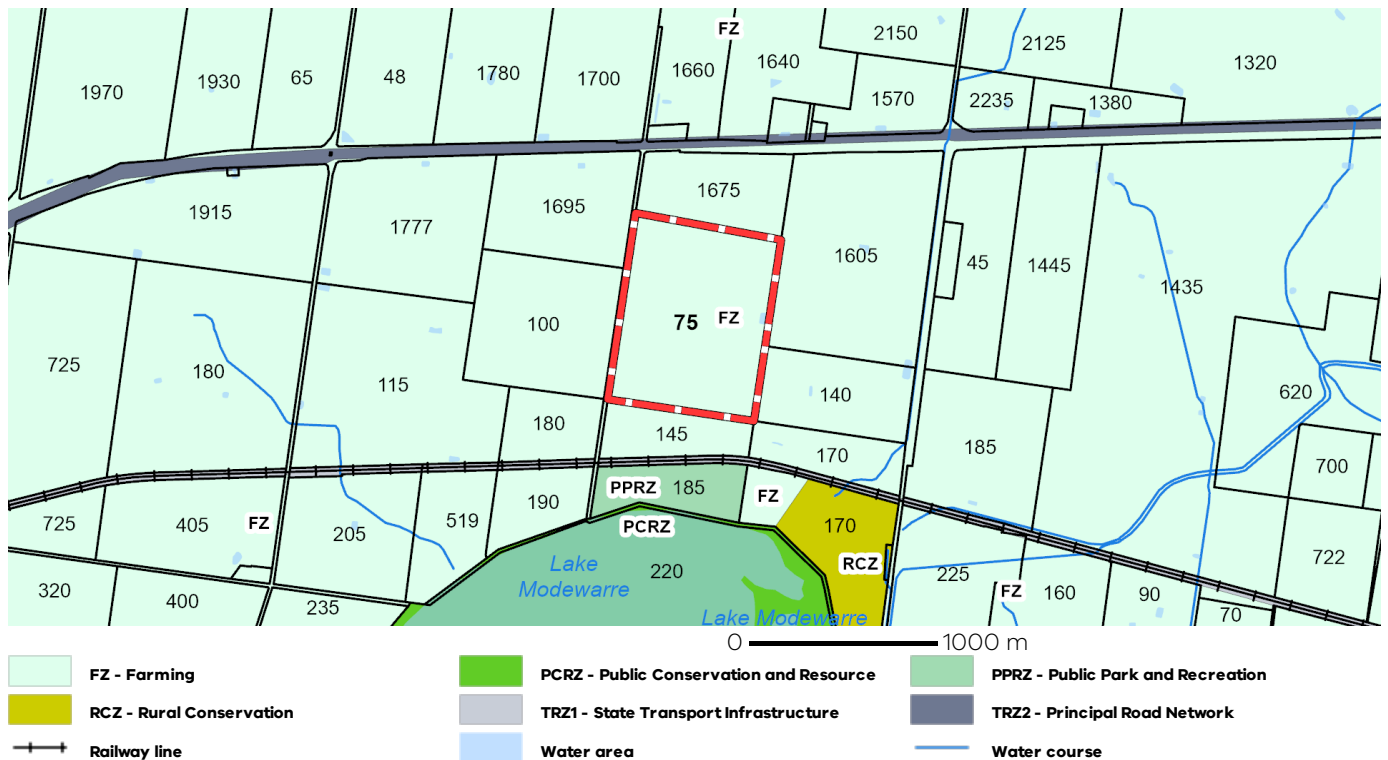 FZ
2150
2125
1320
1970
1930
65
48
1780
1700
1660
1640
1570
2235
1380
1915
1777
1695
1675
1605
45
1445
1435
725
180
115
100
75
FZ
140
620
180
145
170
185
700
725
405
FZ
205
519
190
PPRZ
185
FZ
170
PCRZ
RCZ
722
320
400
235
Lake
Modewarre
220
Lake Modewarre
225
FZ
160
90
70
0
1000 m
FZ - Farming
PCRZ - Public Conservation and Resource
PPRZ - Public Park and Recreation
RCZ - Rural Conservation
TRZ1 - State Transport Infrastructure
TRZ2 - Principal Road Network
Railway line
Water area
Water course